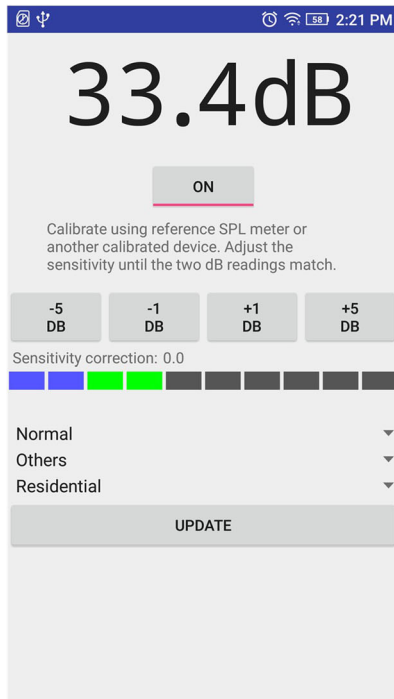 58 2:21 PM
33.4dB
ON
Calibrate using reference SPL meter or
another calibrated device. Adjust the
sensitivity until the two dB readings match.
-5 -1 +1 +5
DB DB DB DB
Sensitivity correction: 0.0
Normal
Others
Residential
UPDATE